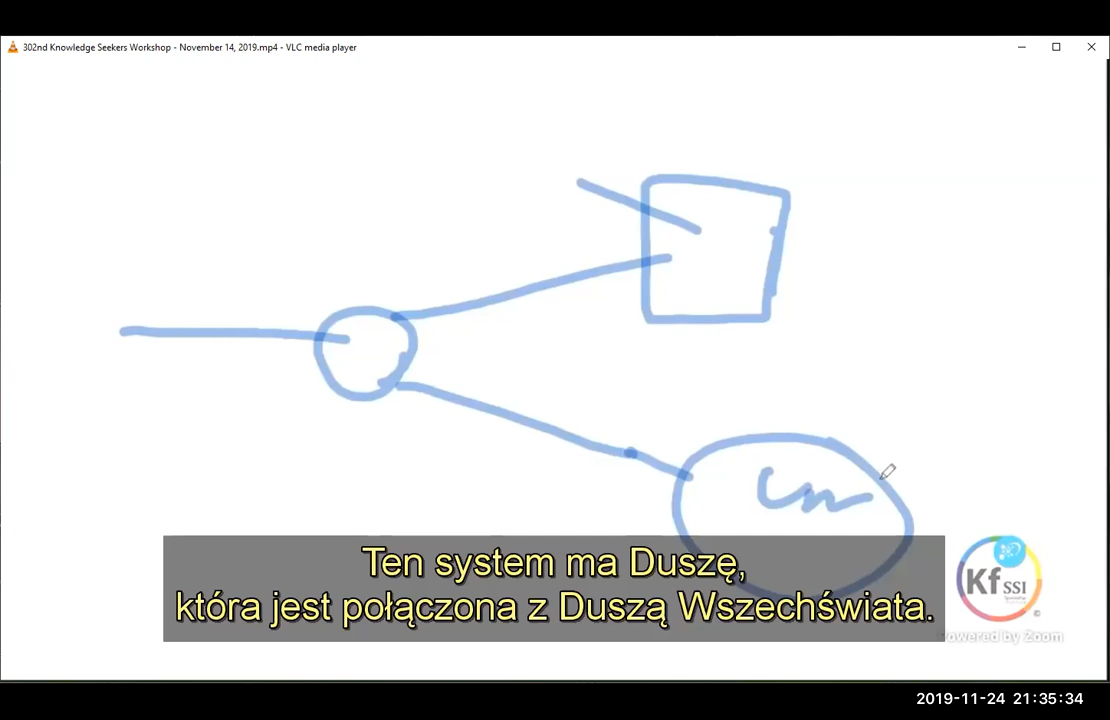 302nd Knowledge Seekers Workshop - November 14, 2019.mp4 - VLC media player
Ten system ma Duszę,
która jest połączona z Duszą Wszechświata.
Kf SSI
©
Powered by Zoom
2019-11-24 21:35:34